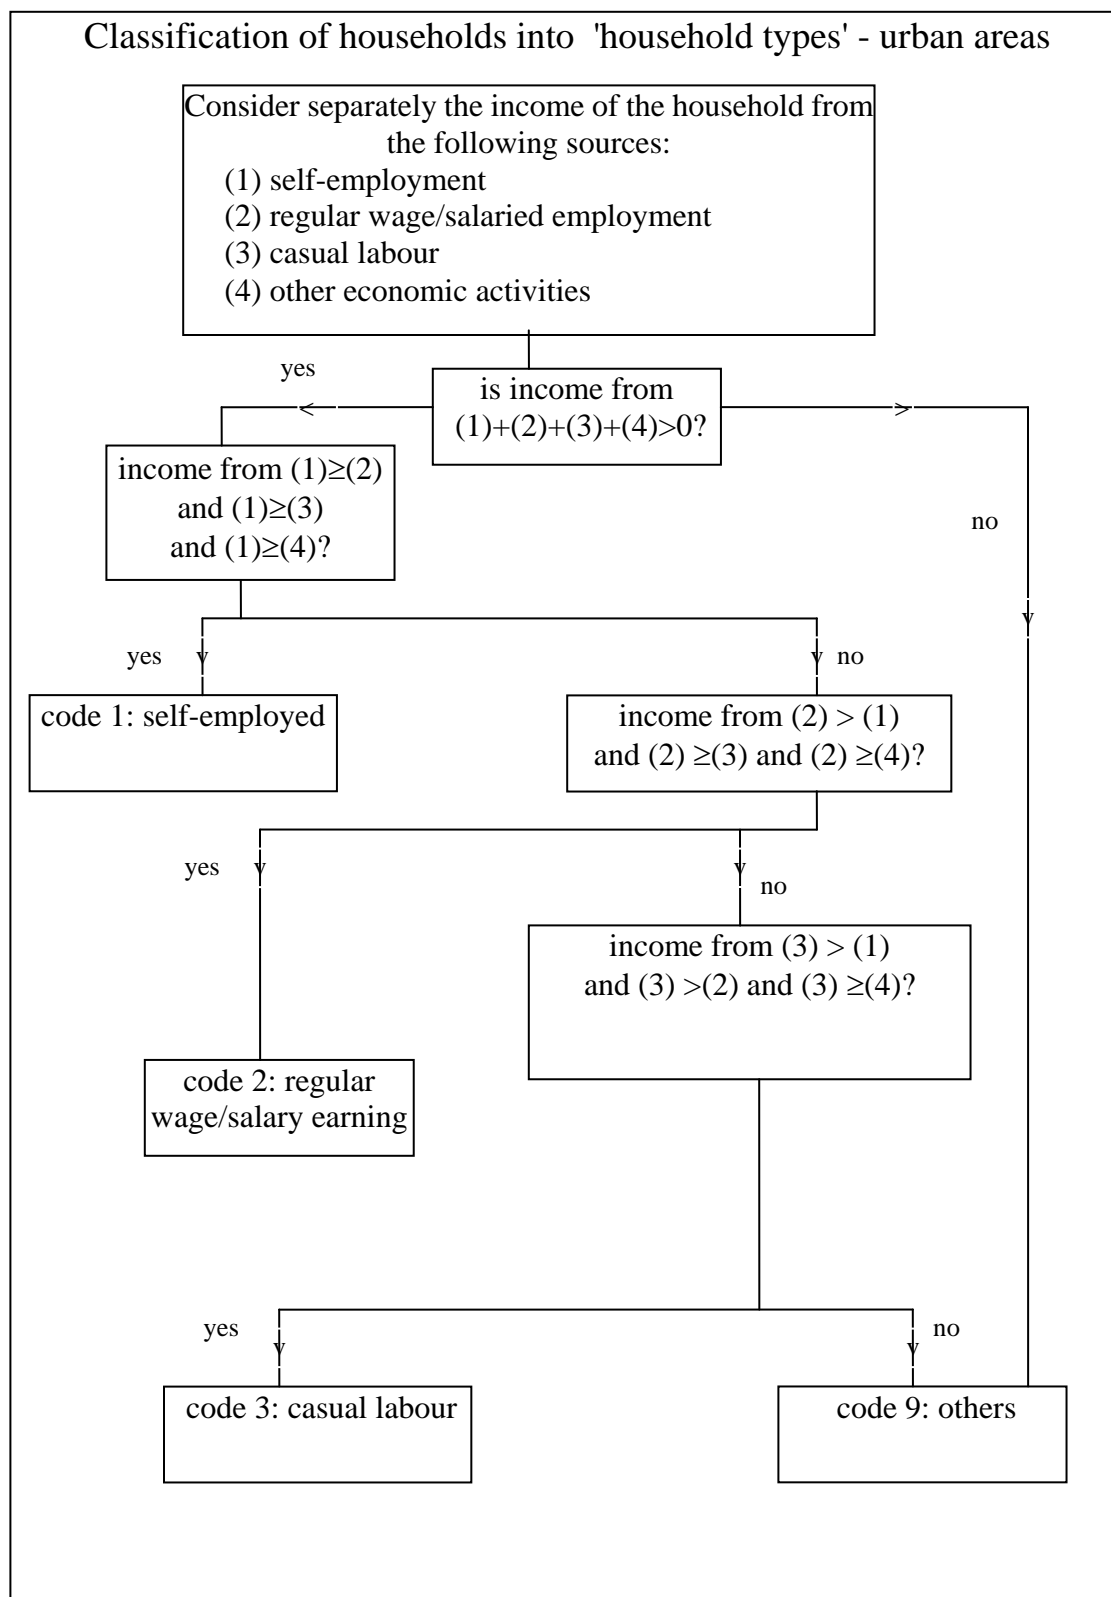 Classification of households into 'household types' - urban areas
Consider separately the income of the household from
the following sources:
(1) self-employment
(2) regular wage/salaried employment
(3) casual labour
(4) other economic activities
yes
is income from
(1)+(2)+(3)+(4)>0?
<
>
income from (1)≥(2)
and (1)≥(3)
and (1)≥(4)?
no
v
yes
v
v
no
code 1: self-employed
income from (2) > (1)
and (2) ≥(3) and (2) ≥(4)?
yes
v
v
no
income from (3) > (1)
and (3) >(2) and (3) ≥(4)?
code 2: regular
wage/salary earning
yes
v
v
no
code 3: casual labour
code 9: others